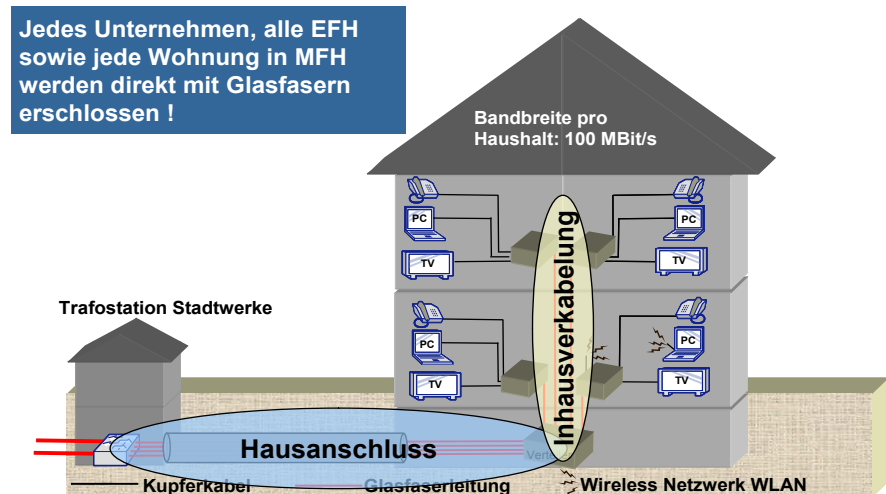 Jedes Unternehmen, alle EFH
sowie jede Wohnung in MFH
werden direkt mit Glasfasern
erschlossen !
Bandbreite pro
Haushalt: 100 MBit/s
PC
TV
PC
TV
Inhausverkabelung
Trafostation Stadtwerke
PC
TV
PC
TV
Hausanschluss
Kupferkabel
Glasfaserleitung
Wireless Netzwerk WLAN